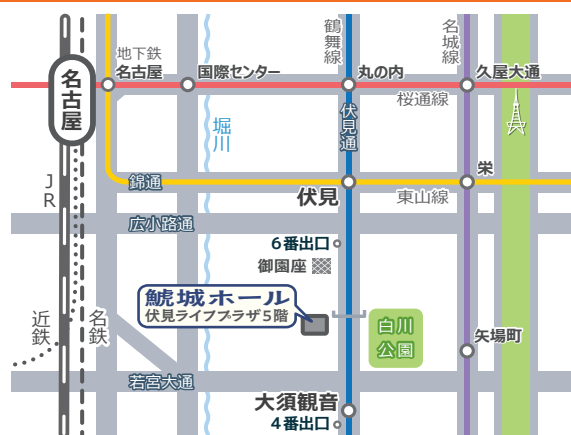 鶴舞線
名城線
地下鉄
名古屋
名古屋
国際センター
丸の内
久屋大通
桜通線
伏見通
堀川
栄
JR
錦通
伏見
東山線
広小路通
6番出口
御園座
鯱城ホール
伏見ライフプラザ5階
白川
公園
近鉄
名鉄
矢場町
若宮大通
大須観音
4番出口